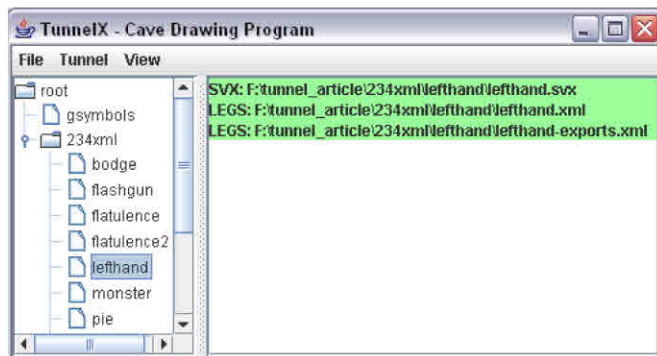 TunnelX - Cave Drawing Program
File Tunnel View
root
gsymbols
234xml
bodge
flashgun
flatulence
flatulence2
lefthand
monster
pie
SVX: F:\tunnel_article\234xml\lefthand\lefthand.svx
LEGS: F:\tunnel_article\234xml\lefthand\lefthand.xml
LEGS: F:\tunnel_article\234xml\lefthand\lefthand-exports.xml